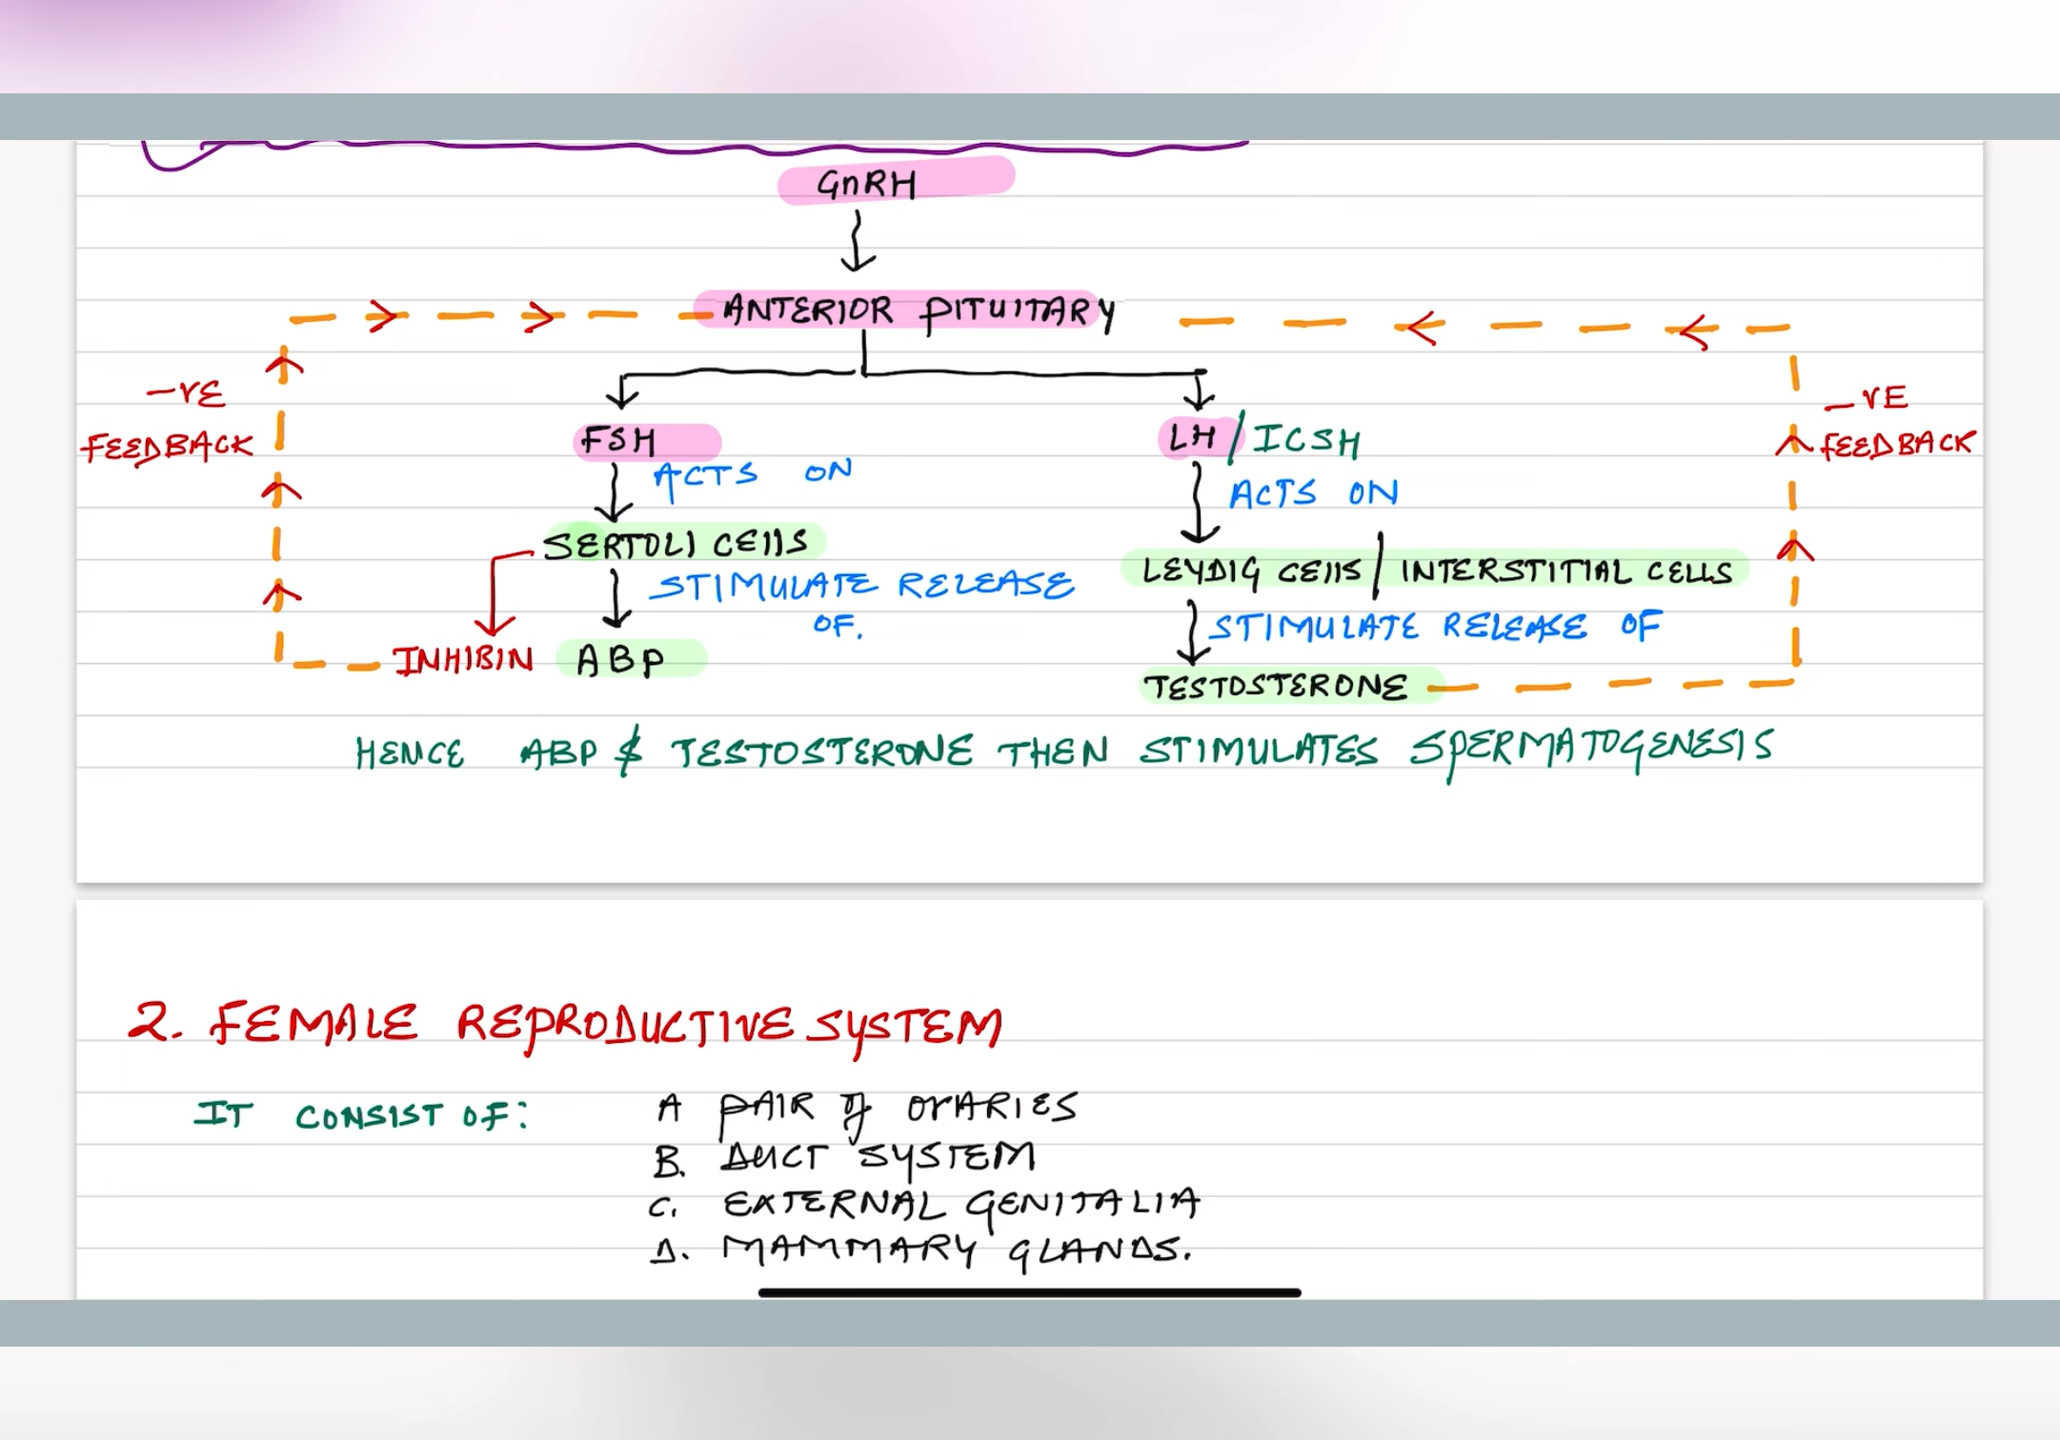 GnRH
ANTERIOR PITUITARY
-VE
FEEDBACK
-VE
FEEDBACK
FSH
LH / ICSH
ACTS ON
ACTS ON
SERTOLI CEllS
LEYDIG CEllS / INTERSTITIAL CELLS
STIMULATE RELEASE
OF.
STIMULATE RELEASE OF
INHIBIN
ABP
TESTOSTERONE
HENCE ABP & TESTOSTERONE THEN STIMULATES SPERMATOGENESIS
2. FEMALE REPRODUCTIVE SYSTEM
IT CONSIST OF: A PAIR of OVARIES
B. DUCT SYSTEM
C. EXTERNAL GENITALIA
D. MAMMARY GLANDS.